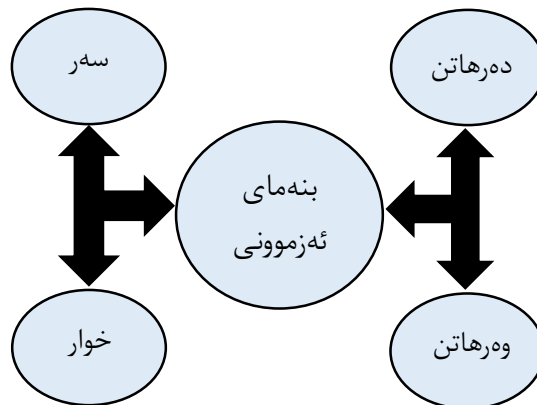 دەرهاتن
سەر
بنەمای
ئەزموونی
وەرهاتن
خوار